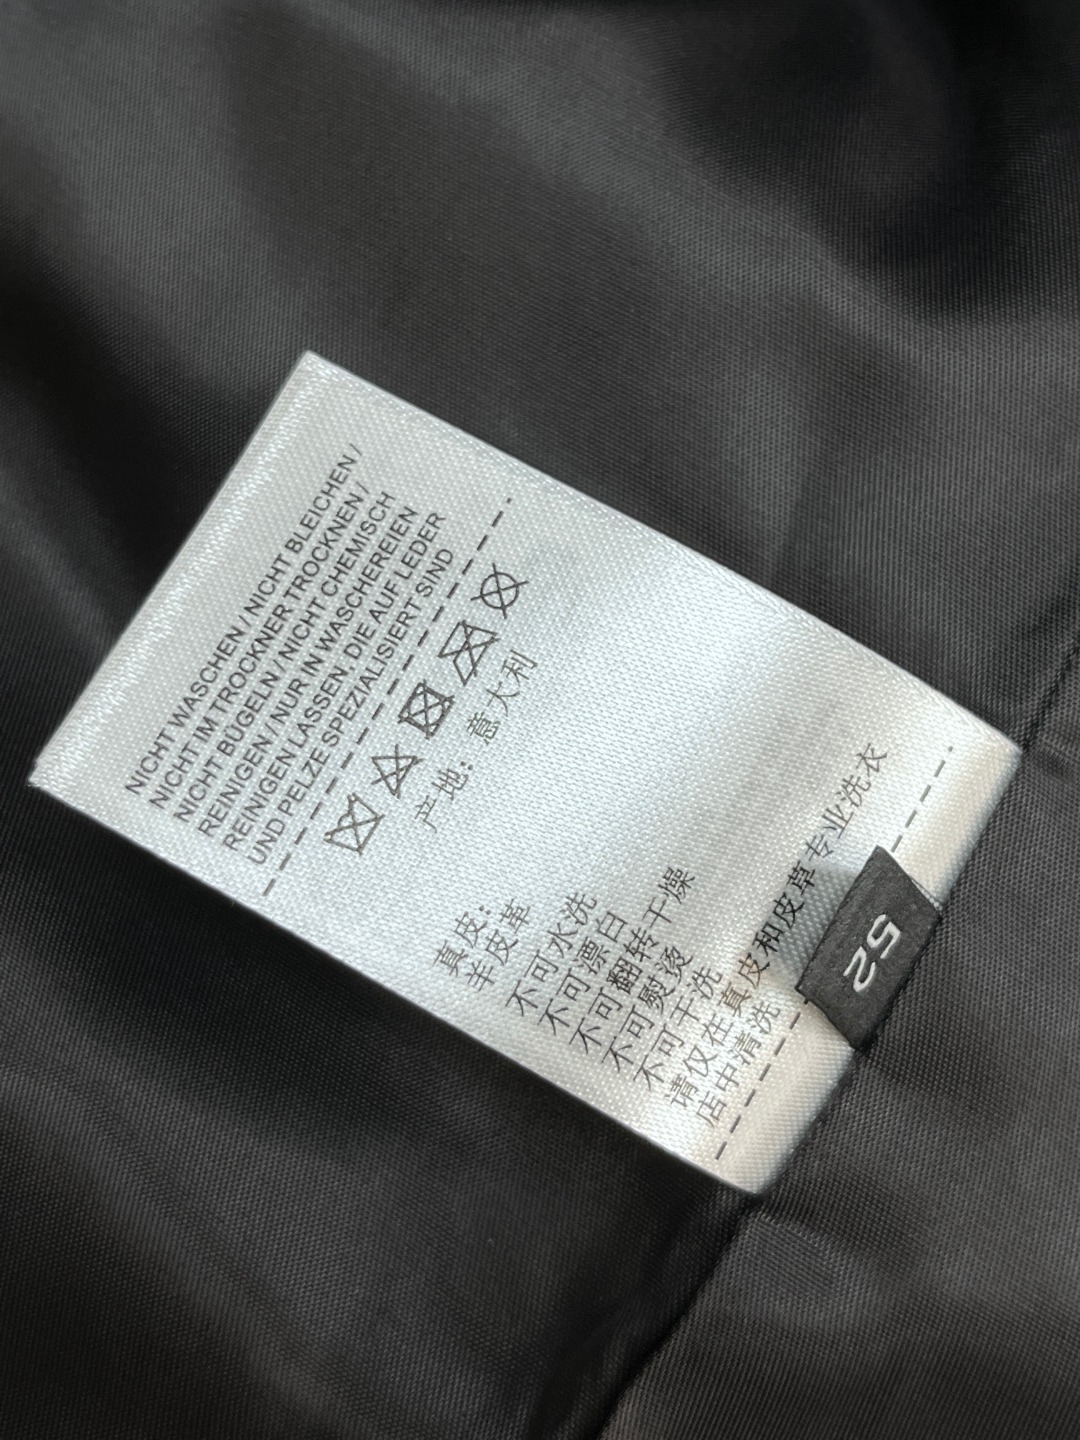 NICHT WASCHEN / NICHT BLEICHEN /
NICHT IM TROCKNER TROCKNEN /
NICHT BÜGELN / NICHT CHEMISCH
REINIGEN / NUR IN WASCHEREIEN
REINIGEN LASSEN, DIE AUF LEDER
UND PELZE SPEZIALISIERT SIND
产地：意大利
真皮：
羊皮革
不可水洗
不可漂白
不可翻转干燥
不可熨烫
不可干洗
请仅在真皮和皮草专业洗衣
店中清洗
52